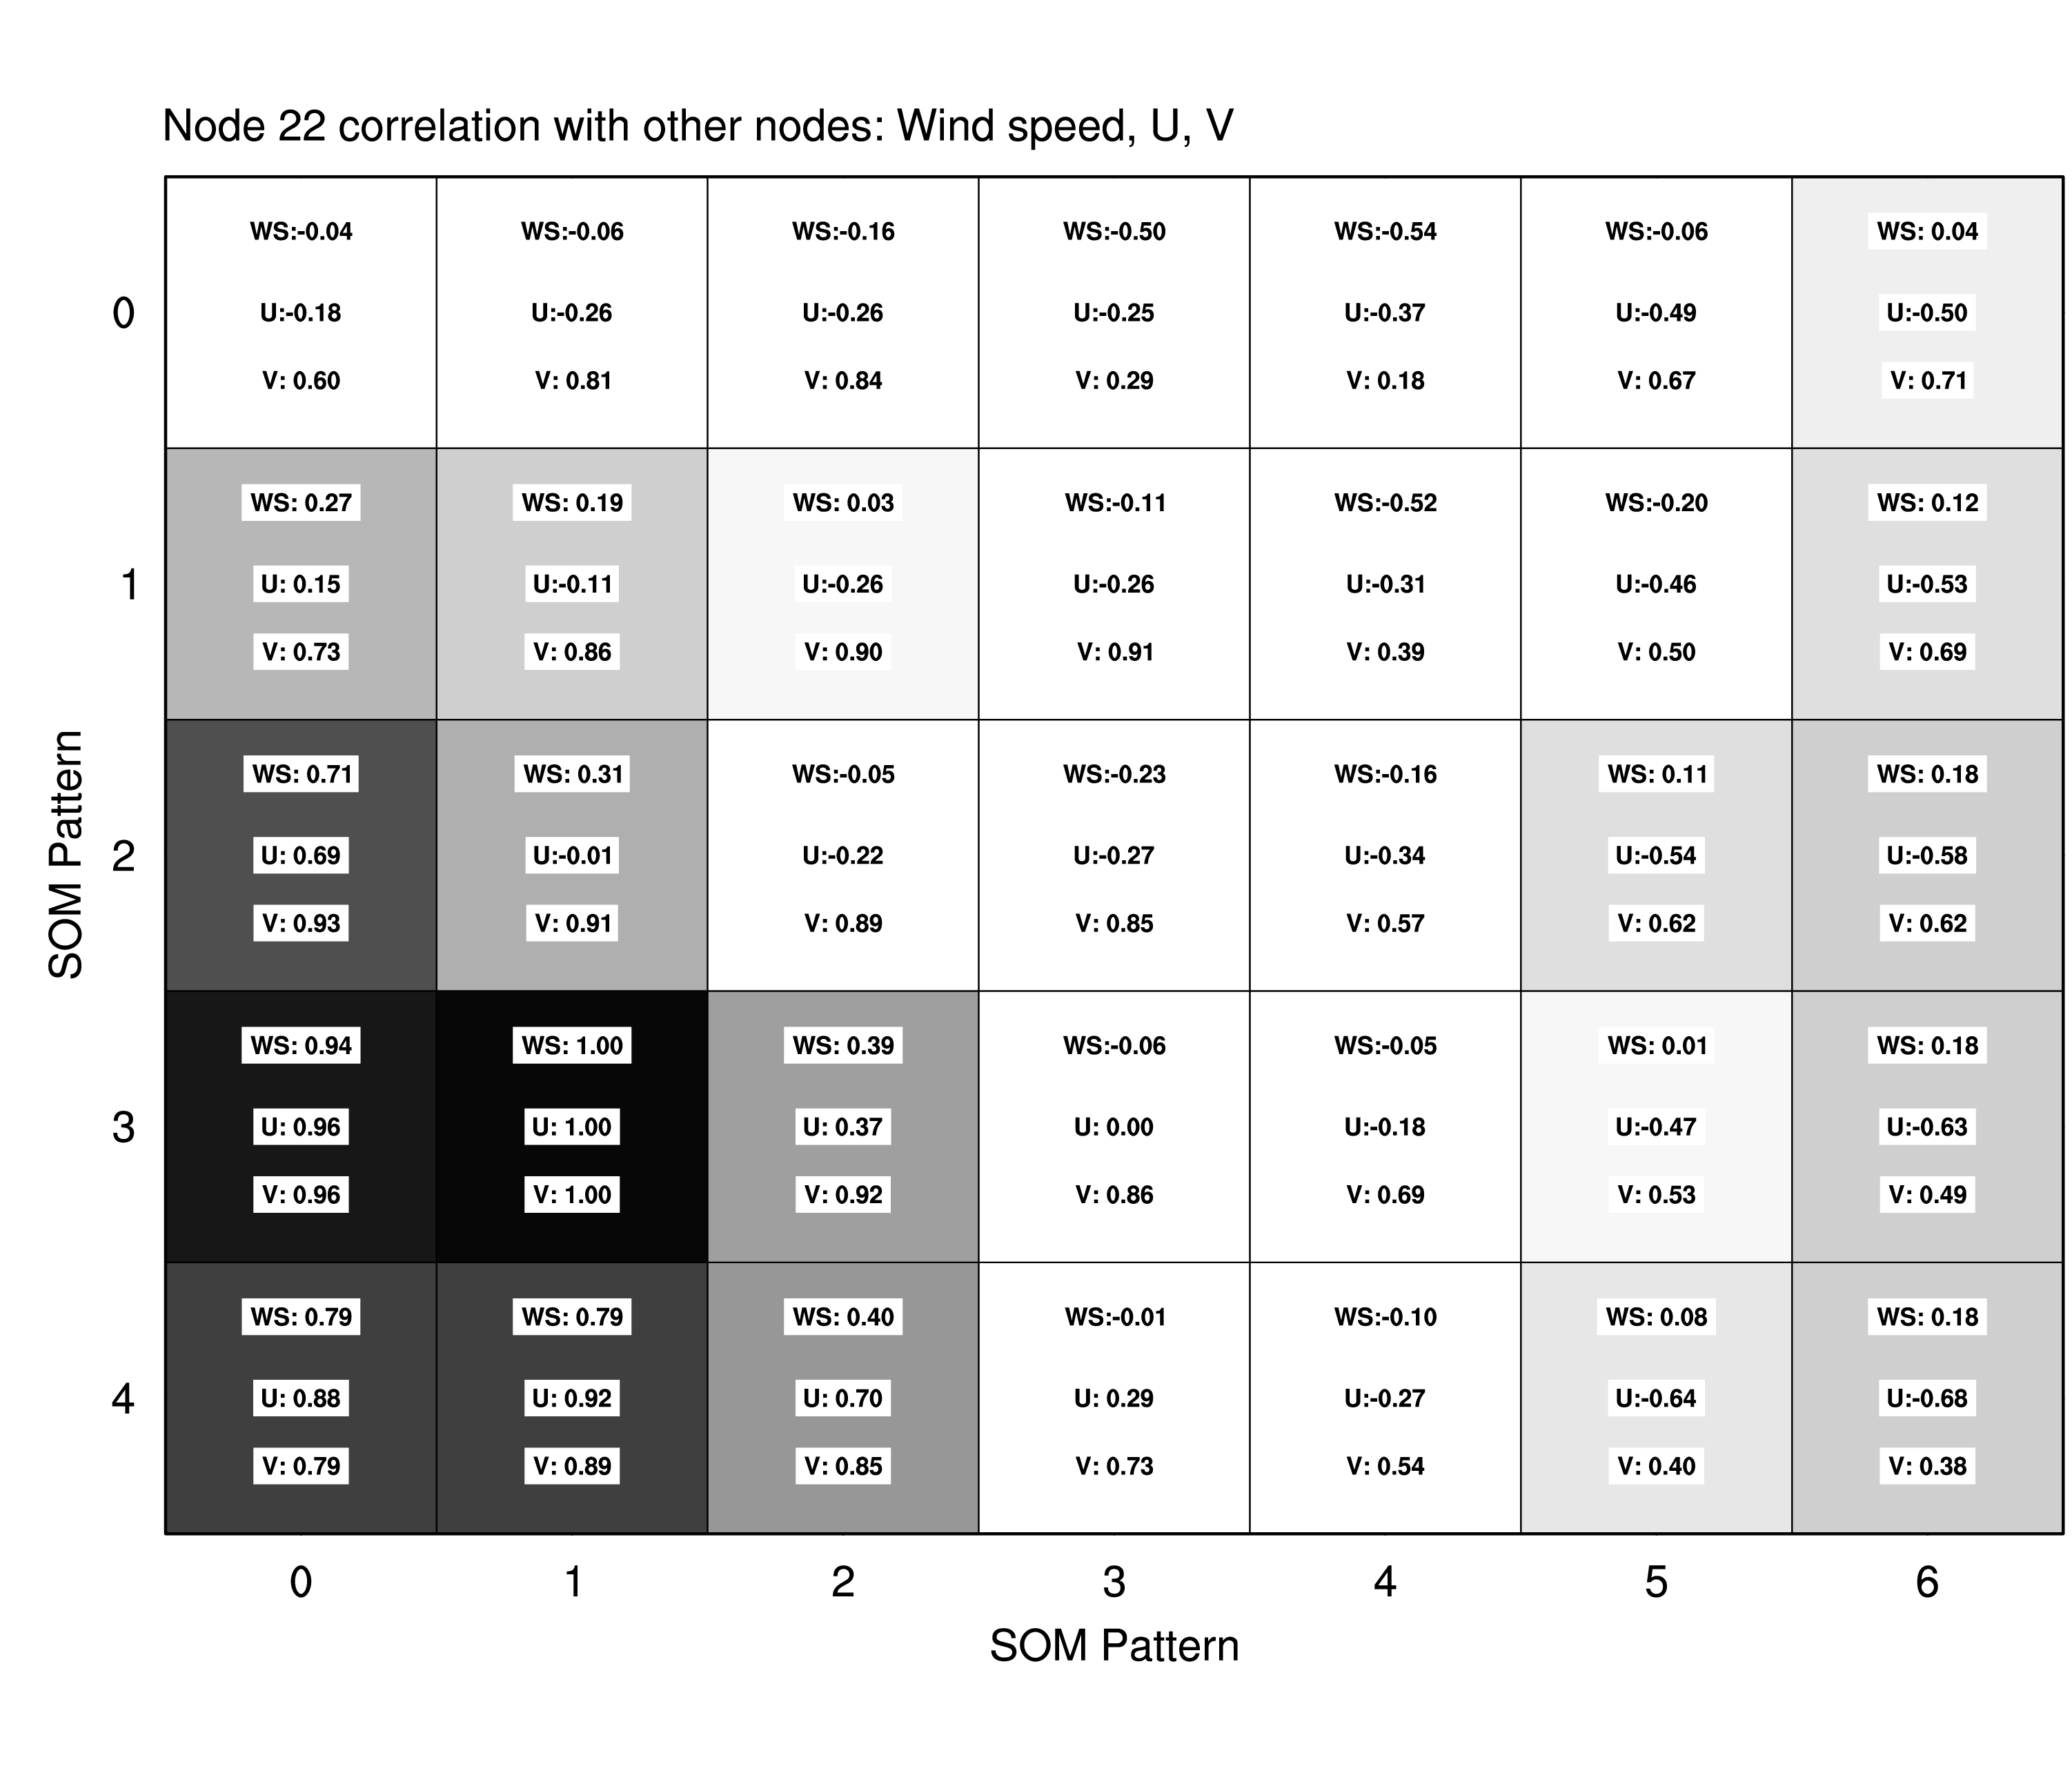 Node 22 correlation with other nodes: Wind speed, U, V
WS:-0.04 WS:-0.06 WS:-0.16 WS:-0.50 WS:-0.54 WS:-0.06 WS: 0.04
0 U:-0.18 U:-0.26 U:-0.26 U:-0.25 U:-0.37 U:-0.49 U:-0.50
V: 0.60 V: 0.81 V: 0.84 V: 0.29 V: 0.18 V: 0.67 V: 0.71
WS: 0.27 WS: 0.19 WS: 0.03 WS:-0.11 WS:-0.52 WS:-0.20 WS: 0.12
1 U: 0.15 U:-0.11 U:-0.26 U:-0.26 U:-0.31 U:-0.46 U:-0.53
V: 0.73 V: 0.86 V: 0.90 V: 0.91 V: 0.39 V: 0.50 V: 0.69
SOM Pattern
WS: 0.71 WS: 0.31 WS:-0.05 WS:-0.23 WS:-0.16 WS: 0.11 WS: 0.18
2 U: 0.69 U:-0.01 U:-0.22 U:-0.27 U:-0.34 U:-0.54 U:-0.58
V: 0.93 V: 0.91 V: 0.89 V: 0.85 V: 0.57 V: 0.62 V: 0.62
WS: 0.94 WS: 1.00 WS: 0.39 WS:-0.06 WS:-0.05 WS: 0.01 WS: 0.18
3 U: 0.96 U: 1.00 U: 0.37 U: 0.00 U:-0.18 U:-0.47 U:-0.63
V: 0.96 V: 1.00 V: 0.92 V: 0.86 V: 0.69 V: 0.53 V: 0.49
WS: 0.79 WS: 0.79 WS: 0.40 WS:-0.01 WS:-0.10 WS: 0.08 WS: 0.18
4 U: 0.88 U: 0.92 U: 0.70 U: 0.29 U:-0.27 U:-0.64 U:-0.68
V: 0.79 V: 0.89 V: 0.85 V: 0.73 V: 0.54 V: 0.40 V: 0.38
0 1 2 3 4 5 6
SOM Pattern